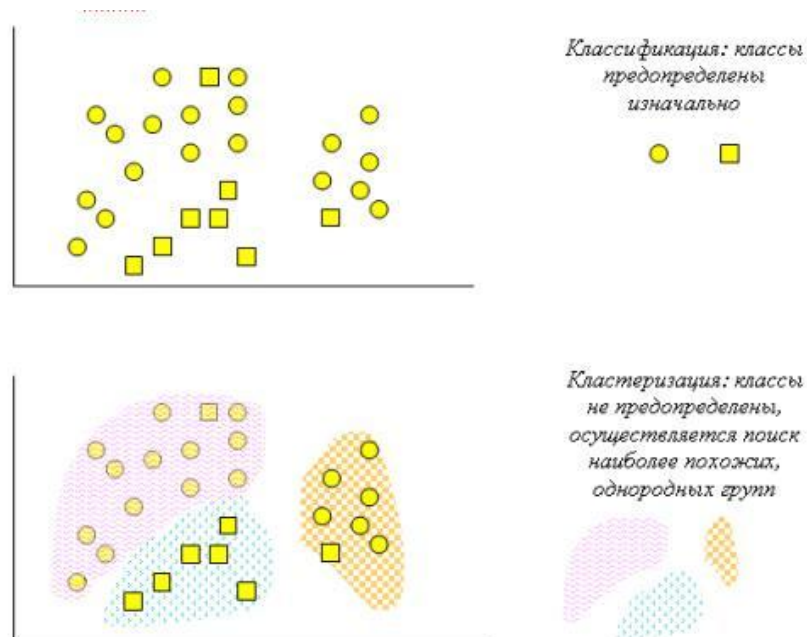 Классификация: классы
предопределены
изначально
Кластеризация: классы
не предопределены,
осуществляется поиск
наиболее похожих,
однородных групп